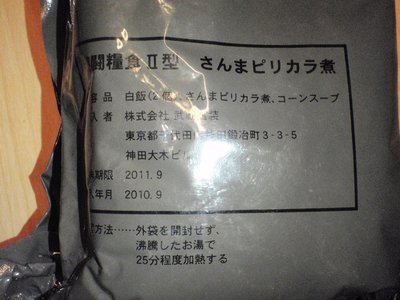 闘糧食Ⅱ型 さんまピリカラ煮
容品 白飯(2個)、さんまピリカラ煮、コーンスープ
入者 株式会社 武
東京都千代田 鍛冶町3-3-5
神田大木ビル
期限 2011.9
年月 2010.9
方法……外袋を開封せず、
沸騰したお湯で
25分程度加熱する